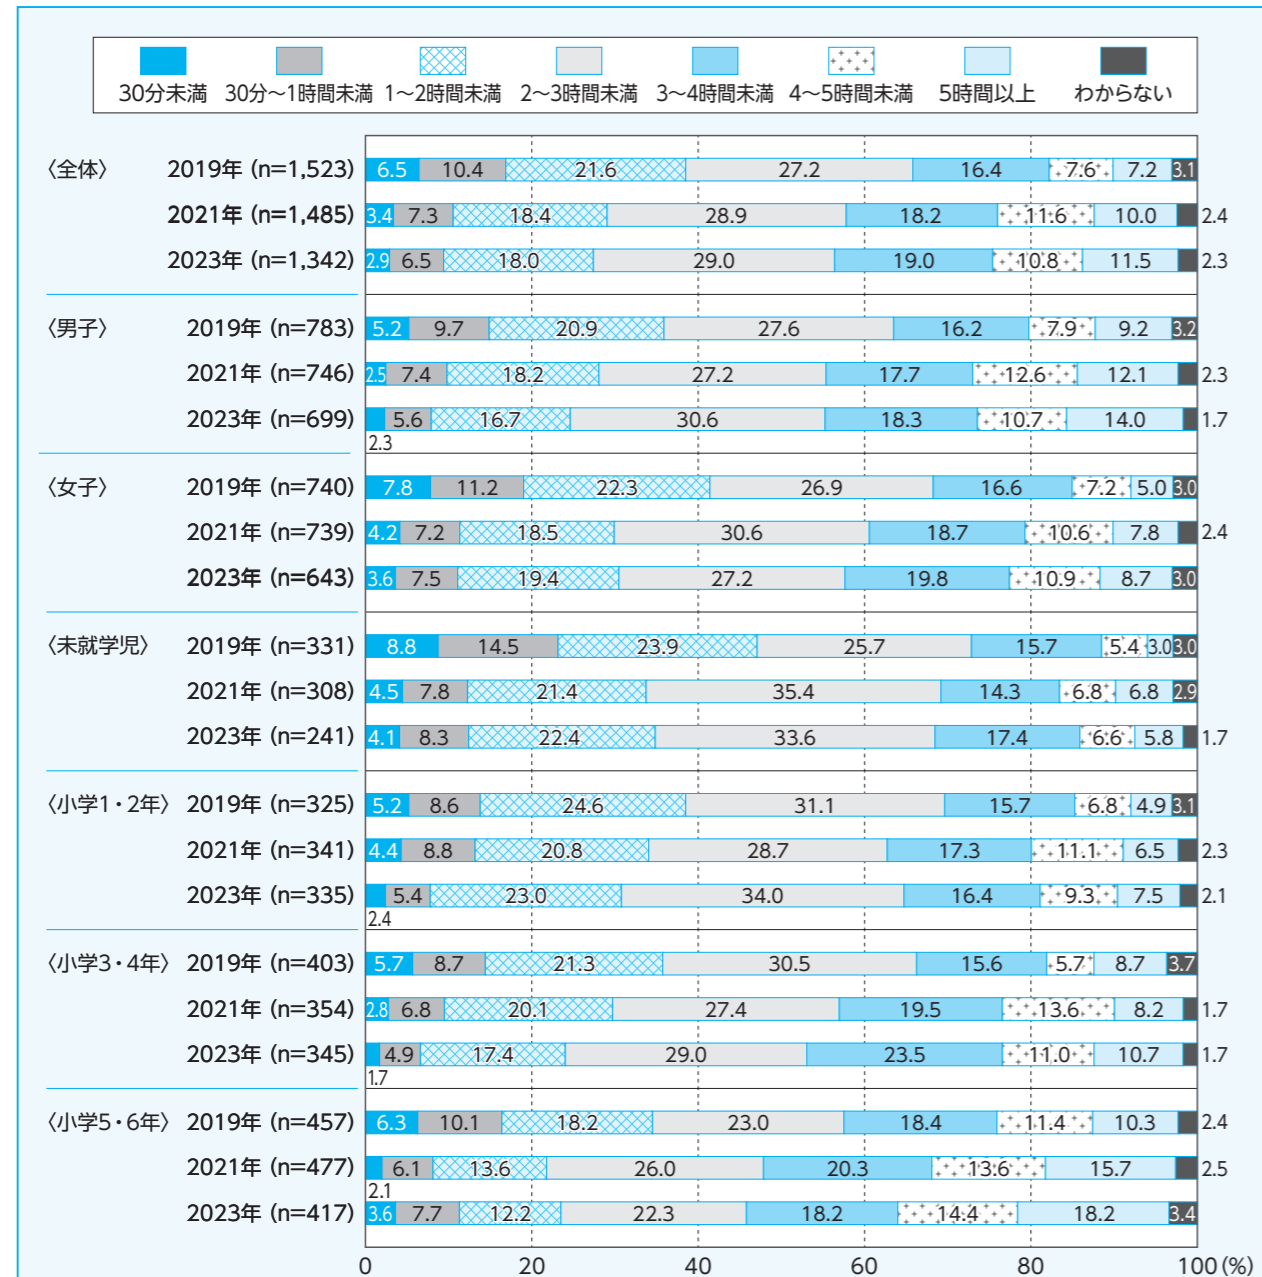 30分未満 30分～1時間未満 1～2時間未満 2～3時間未満 3～4時間未満 4～5時間未満 5時間以上 わからない
〈全体〉 2019年 (n=1,523) 6.5 10.4 21.6 27.2 16.4 7.6 7.2 3.1
2021年 (n=1,485) 3.4 7.3 18.4 28.9 18.2 11.6 10.0 2.4
2023年 (n=1,342) 2.9 6.5 18.0 29.0 19.0 10.8 11.5 2.3
〈男子〉 2019年 (n=783) 5.2 9.7 20.9 27.6 16.2 7.9 9.2 3.2
2021年 (n=746) 2.5 7.4 18.2 27.2 17.7 12.6 12.1 2.3
2023年 (n=699) 5.6 16.7 30.6 18.3 10.7 14.0 1.7
2.3
〈女子〉 2019年 (n=740) 7.8 11.2 22.3 26.9 16.6 7.2 5.0 3.0
2021年 (n=739) 4.2 7.2 18.5 30.6 18.7 10.6 7.8 2.4
2023年 (n=643) 3.6 7.5 19.4 27.2 19.8 10.9 8.7 3.0
〈未就学児〉 2019年 (n=331) 8.8 14.5 23.9 25.7 15.7 5.4 3.0 3.0
2021年 (n=308) 4.5 7.8 21.4 35.4 14.3 6.8 6.8 2.9
2023年 (n=241) 4.1 8.3 22.4 33.6 17.4 6.6 5.8 1.7
〈小学1・2年〉 2019年 (n=325) 5.2 8.6 24.6 31.1 15.7 6.8 4.9 3.1
2021年 (n=341) 4.4 8.8 20.8 28.7 17.3 11.1 6.5 2.3
2023年 (n=335) 5.4 23.0 34.0 16.4 9.3 7.5 2.1
2.4
〈小学3・4年〉 2019年 (n=403) 5.7 8.7 21.3 30.5 15.6 5.7 8.7 3.7
2021年 (n=354) 2.8 6.8 20.1 27.4 19.5 13.6 8.2 1.7
2023年 (n=345) 4.9 17.4 29.0 23.5 11.0 10.7 1.7
1.7
〈小学5・6年〉 2019年 (n=457) 6.3 10.1 18.2 23.0 18.4 11.4 10.3 2.4
2021年 (n=477) 6.1 13.6 26.0 20.3 13.6 15.7 2.5
2.1
2023年 (n=417) 3.6 7.7 12.2 22.3 18.2 14.4 18.2 3.4
0 20 40 60 80 100 (%)